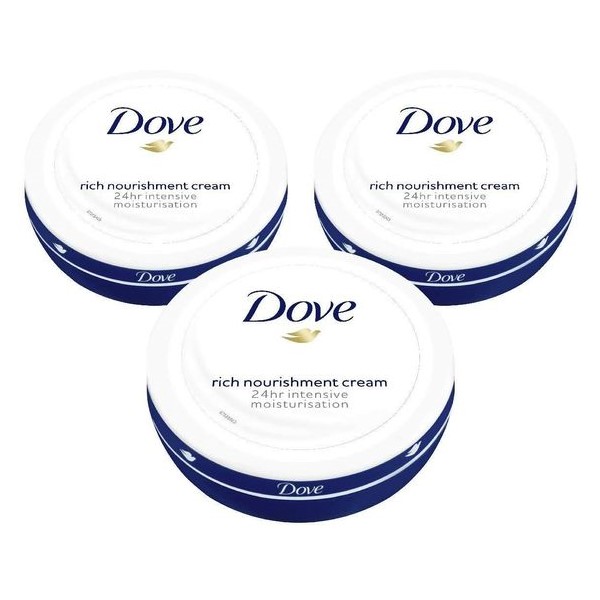 Dove
rich nourishment cream
24hr intensive
moisturisation
Dove
Dove
rich nourishment cream
24hr intensive
moisturisation
Dove
Dove
rich nourishment cream
24hr intensive
moisturisation
Dove